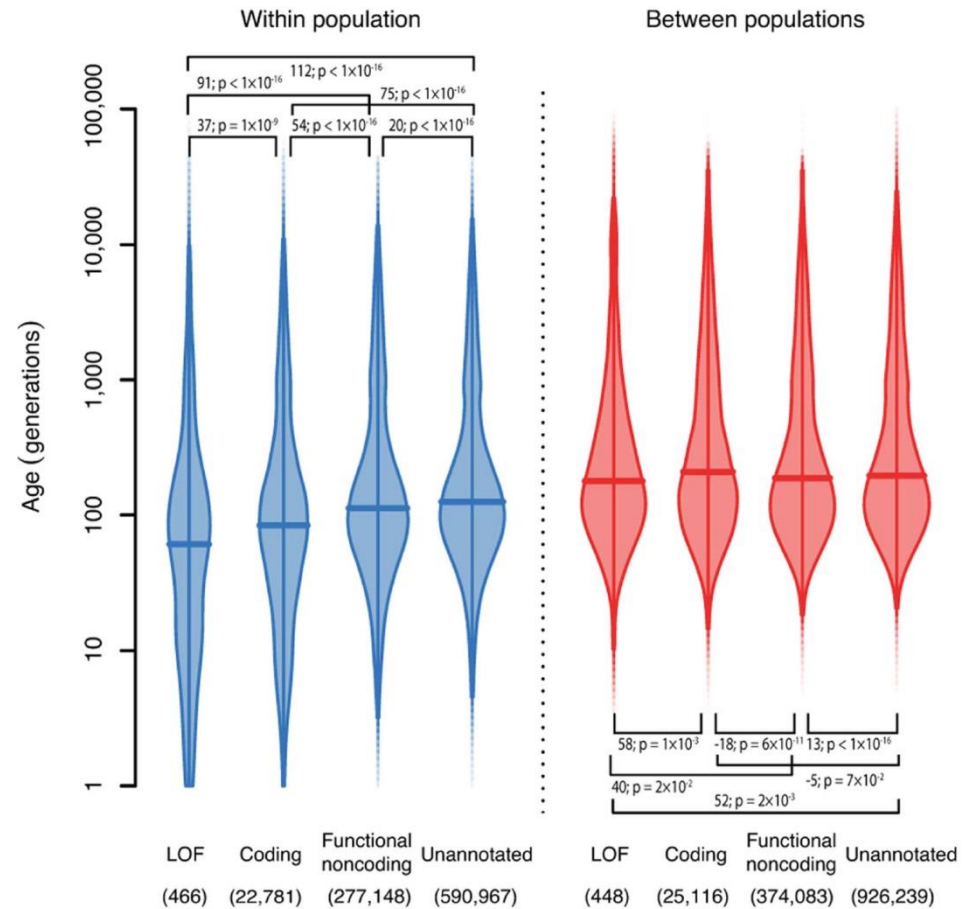 Within population
Between populations
112; p < 1×10⁻¹⁶
91; p < 1×10⁻¹⁶
75; p < 1×10⁻¹⁶
37; p = 1×10⁻⁹
54; p < 1×10⁻¹⁶
20; p < 1×10⁻¹⁶
Age (generations)
100,000
10,000
1,000
100
10
1
58; p = 1×10⁻³
-18; p = 6×10⁻¹¹
13; p < 1×10⁻¹⁶
40; p = 2×10⁻²
-5; p = 7×10⁻²
52; p = 2×10⁻³
LOF
(466)
Coding
(22,781)
Functional
noncoding
(277,148)
Unannotated
(590,967)
LOF
(448)
Coding
(25,116)
Functional
noncoding
(374,083)
Unannotated
(926,239)